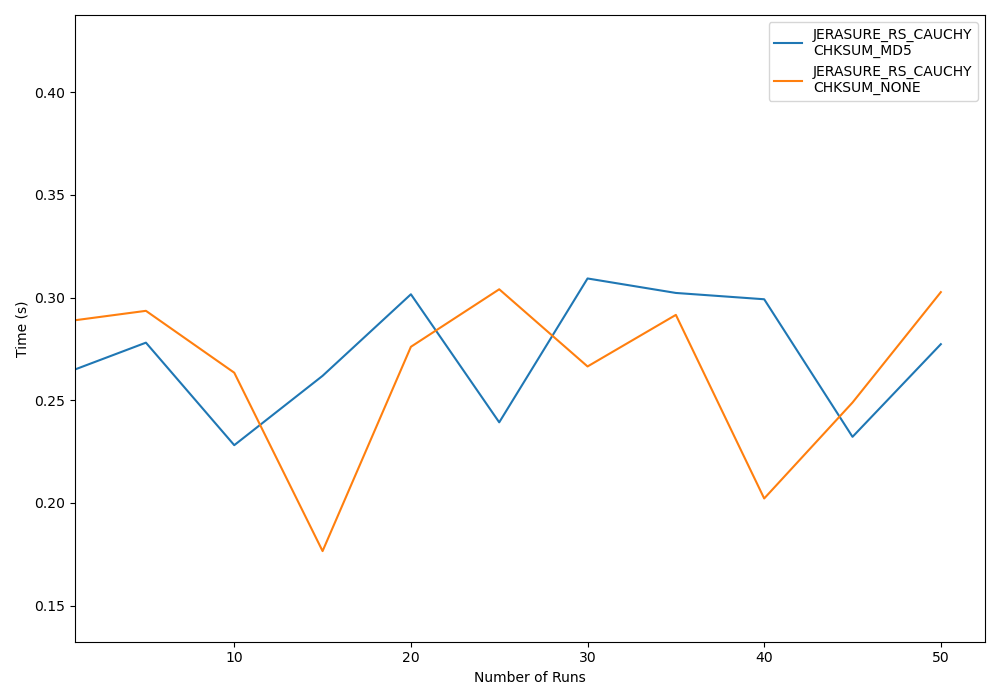 JERASURE_RS_CAUCHY
CHKSUM_MD5
JERASURE_RS_CAUCHY
CHKSUM_NONE
0.40
0.35
0.30
0.25
0.20
0.15
Time (s)
10 20 30 40 50
Number of Runs